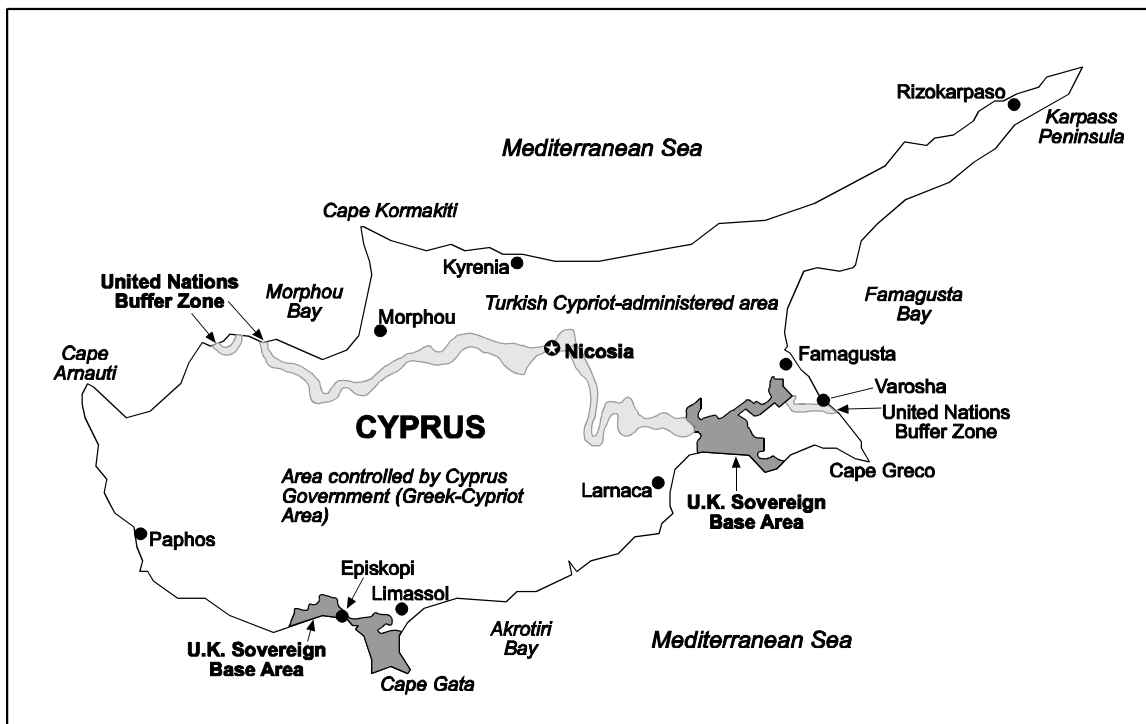 Rizokarpaso
Karpass
Peninsula
Mediterranean Sea
Cape Kormakiti
Kyrenia
United Nations
Buffer Zone
Morphou
Bay
Turkish Cypriot-administered area
Famagusta
Bay
Morphou
Nicosia
Cape
Arnauti
Famagusta
Varosha
United Nations
Buffer Zone
CYPRUS
Cape Greco
Area controlled by Cyprus
Government (Greek-Cypriot
Area)
Larnaca
U.K. Sovereign
Base Area
Paphos
Episkopi
Limassol
Akrotiri
Bay
Mediterranean Sea
U.K. Sovereign
Base Area
Cape Gata